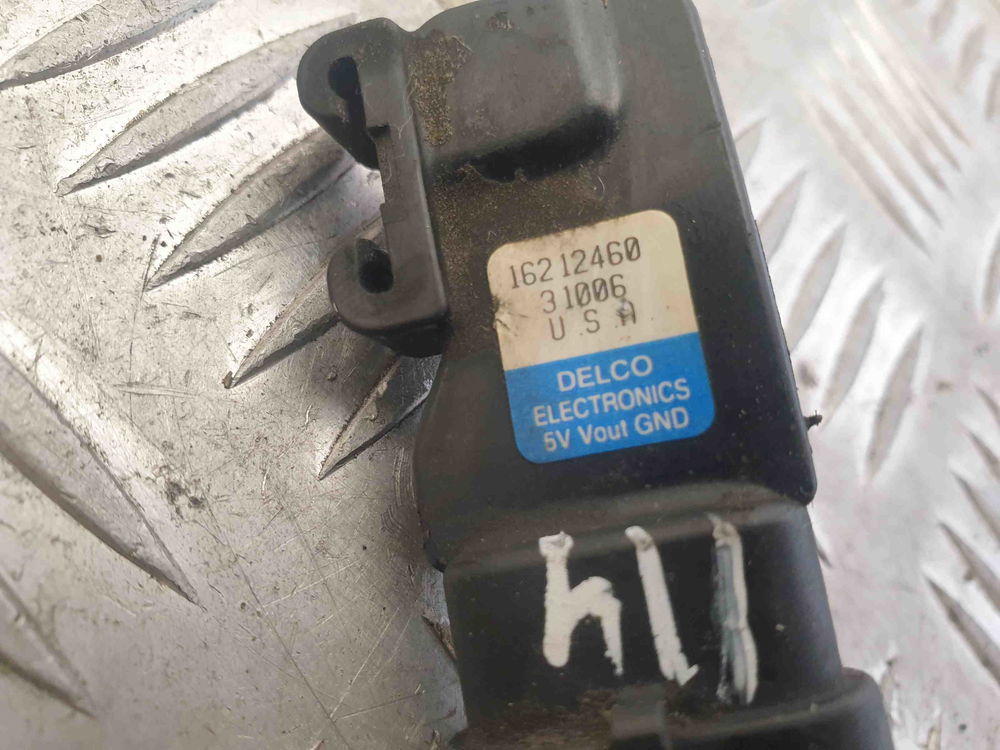 16212460
31006
U S A
DELCO
ELECTRONICS
5V Vout GND